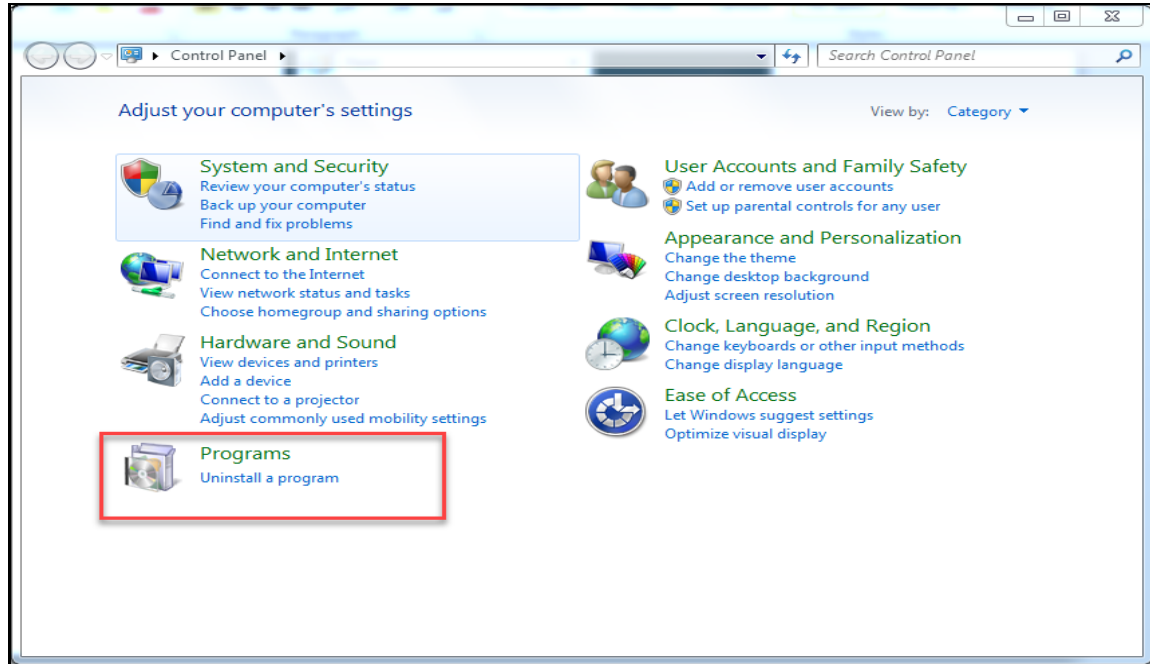 Control Panel
Search Control Panel
Adjust your computer's settings
View by: Category
System and Security
Review your computer's status
Back up your computer
Find and fix problems
Network and Internet
Connect to the Internet
View network status and tasks
Choose homegroup and sharing options
Hardware and Sound
View devices and printers
Add a device
Connect to a projector
Adjust commonly used mobility settings
Programs
Uninstall a program
User Accounts and Family Safety
Add or remove user accounts
Set up parental controls for any user
Appearance and Personalization
Change the theme
Change desktop background
Adjust screen resolution
Clock, Language, and Region
Change keyboards or other input methods
Change display language
Ease of Access
Let Windows suggest settings
Optimize visual display